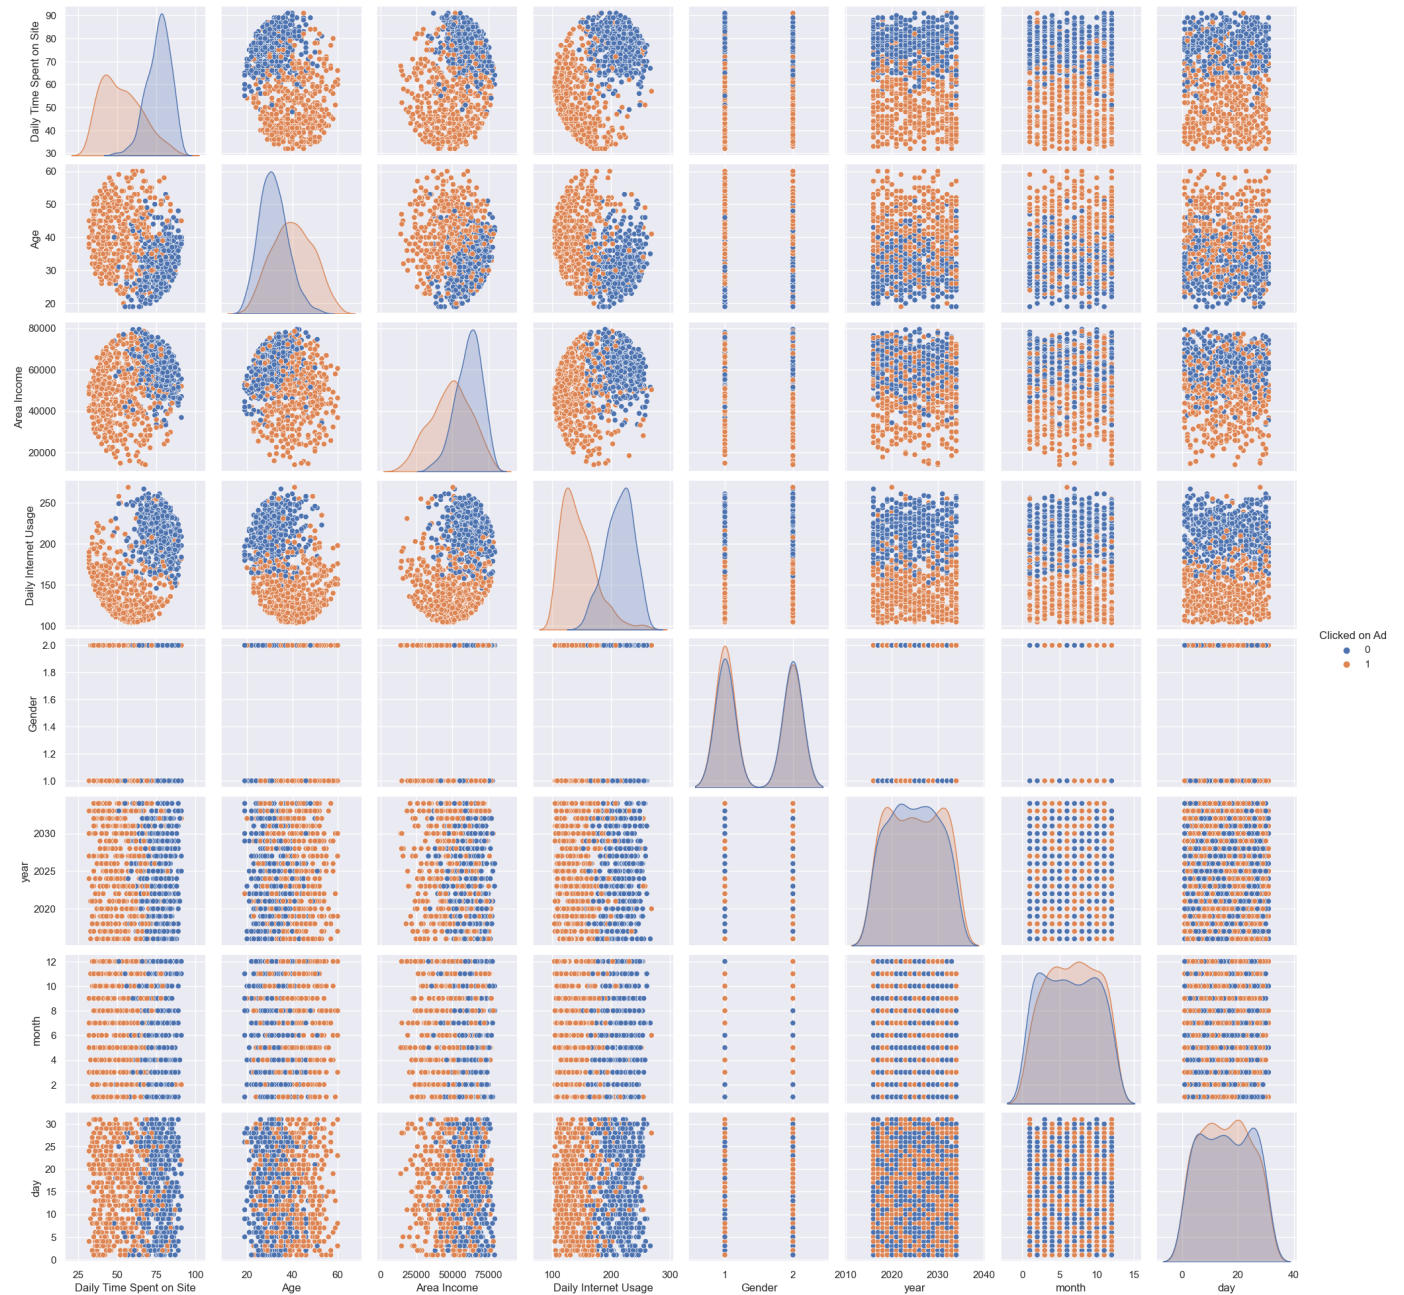 90
80
70
60
50
40
30
Daily Time Spent on Site
60
50
40
30
20
Age
80000
60000
40000
20000
Area Income
250
200
150
100
Daily Internet Usage
Clicked on Ad
0
1
2.0
1.8
1.6
1.4
1.2
1.0
Gender
2030
2025
2020
year
12
10
8
6
4
2
month
30
25
20
15
10
5
0
day
25 50 75 100
20 40 60
0 25000 50000 75000
100 200 300
1 2
2010 2020 2030 2040
0 5 10 15
0 20 40
Daily Time Spent on Site Age Area Income Daily Internet Usage Gender year month day